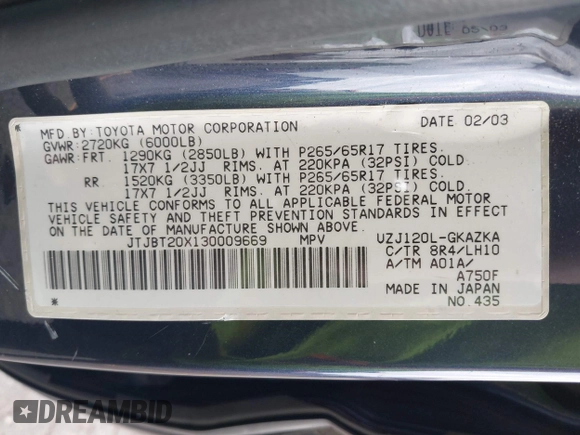 DATE 05/03
MFD. BY: TOYOTA MOTOR CORPORATION DATE 02/03
GVWR: 2720KG (6000LB)
GAWR: FRT. 1290KG (2850LB) WITH P265/65R17 TIRES.
17X7 1/2JJ RIMS. AT 220KPA (32PSI) COLD.
RR 1520KG (3350LB) WITH P265/65R17 TIRES.
17X7 1/2JJ RIMS. AT 220KPA (32PSI) COLD.
THIS VEHICLE CONFORMS TO ALL APPLICABLE FEDERAL MOTOR
VEHICLE SAFETY AND THEFT PREVENTION STANDARDS IN EFFECT
ON THE DATE OF MANUFACTURE SHOWN ABOVE.
JTJBT20X130009669 MPV UZJ120L-GKAZKA
C/TR 8R4/LH10
A/TM A01A/
A750F
MADE IN JAPAN
NO.435
DREAMBID